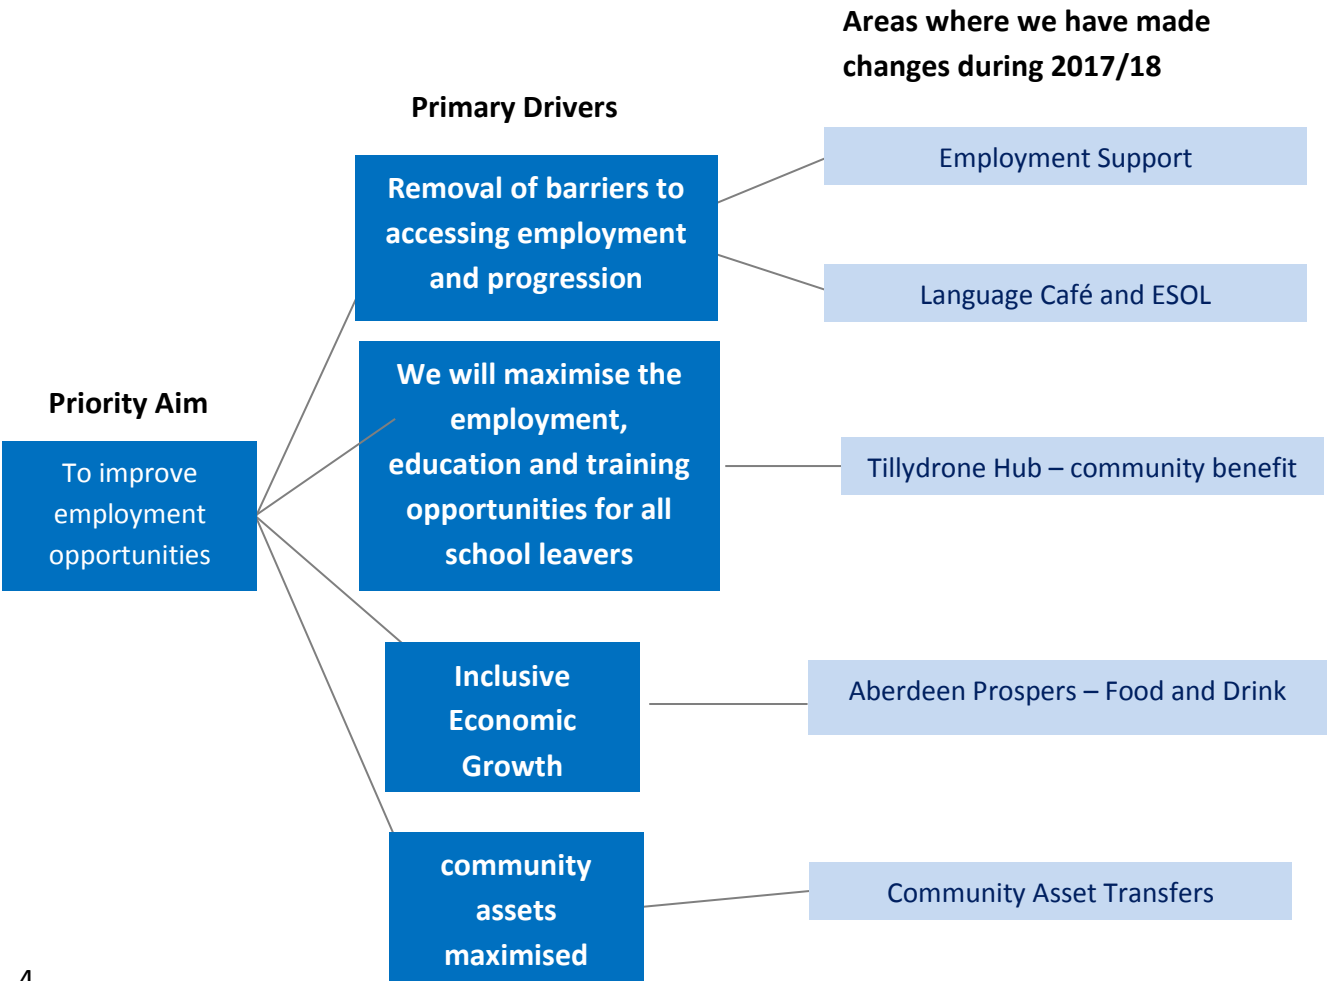 Areas where we have made
changes during 2017/18
Primary Drivers
Removal of barriers to
accessing employment
and progression
Employment Support
Language Café and ESOL
Priority Aim
To improve
employment
opportunities
We will maximise the
employment,
education and training
opportunities for all
school leavers
Tillydrone Hub – community benefit
Inclusive
Economic
Growth
Aberdeen Prospers – Food and Drink
community
assets
maximised
Community Asset Transfers
4